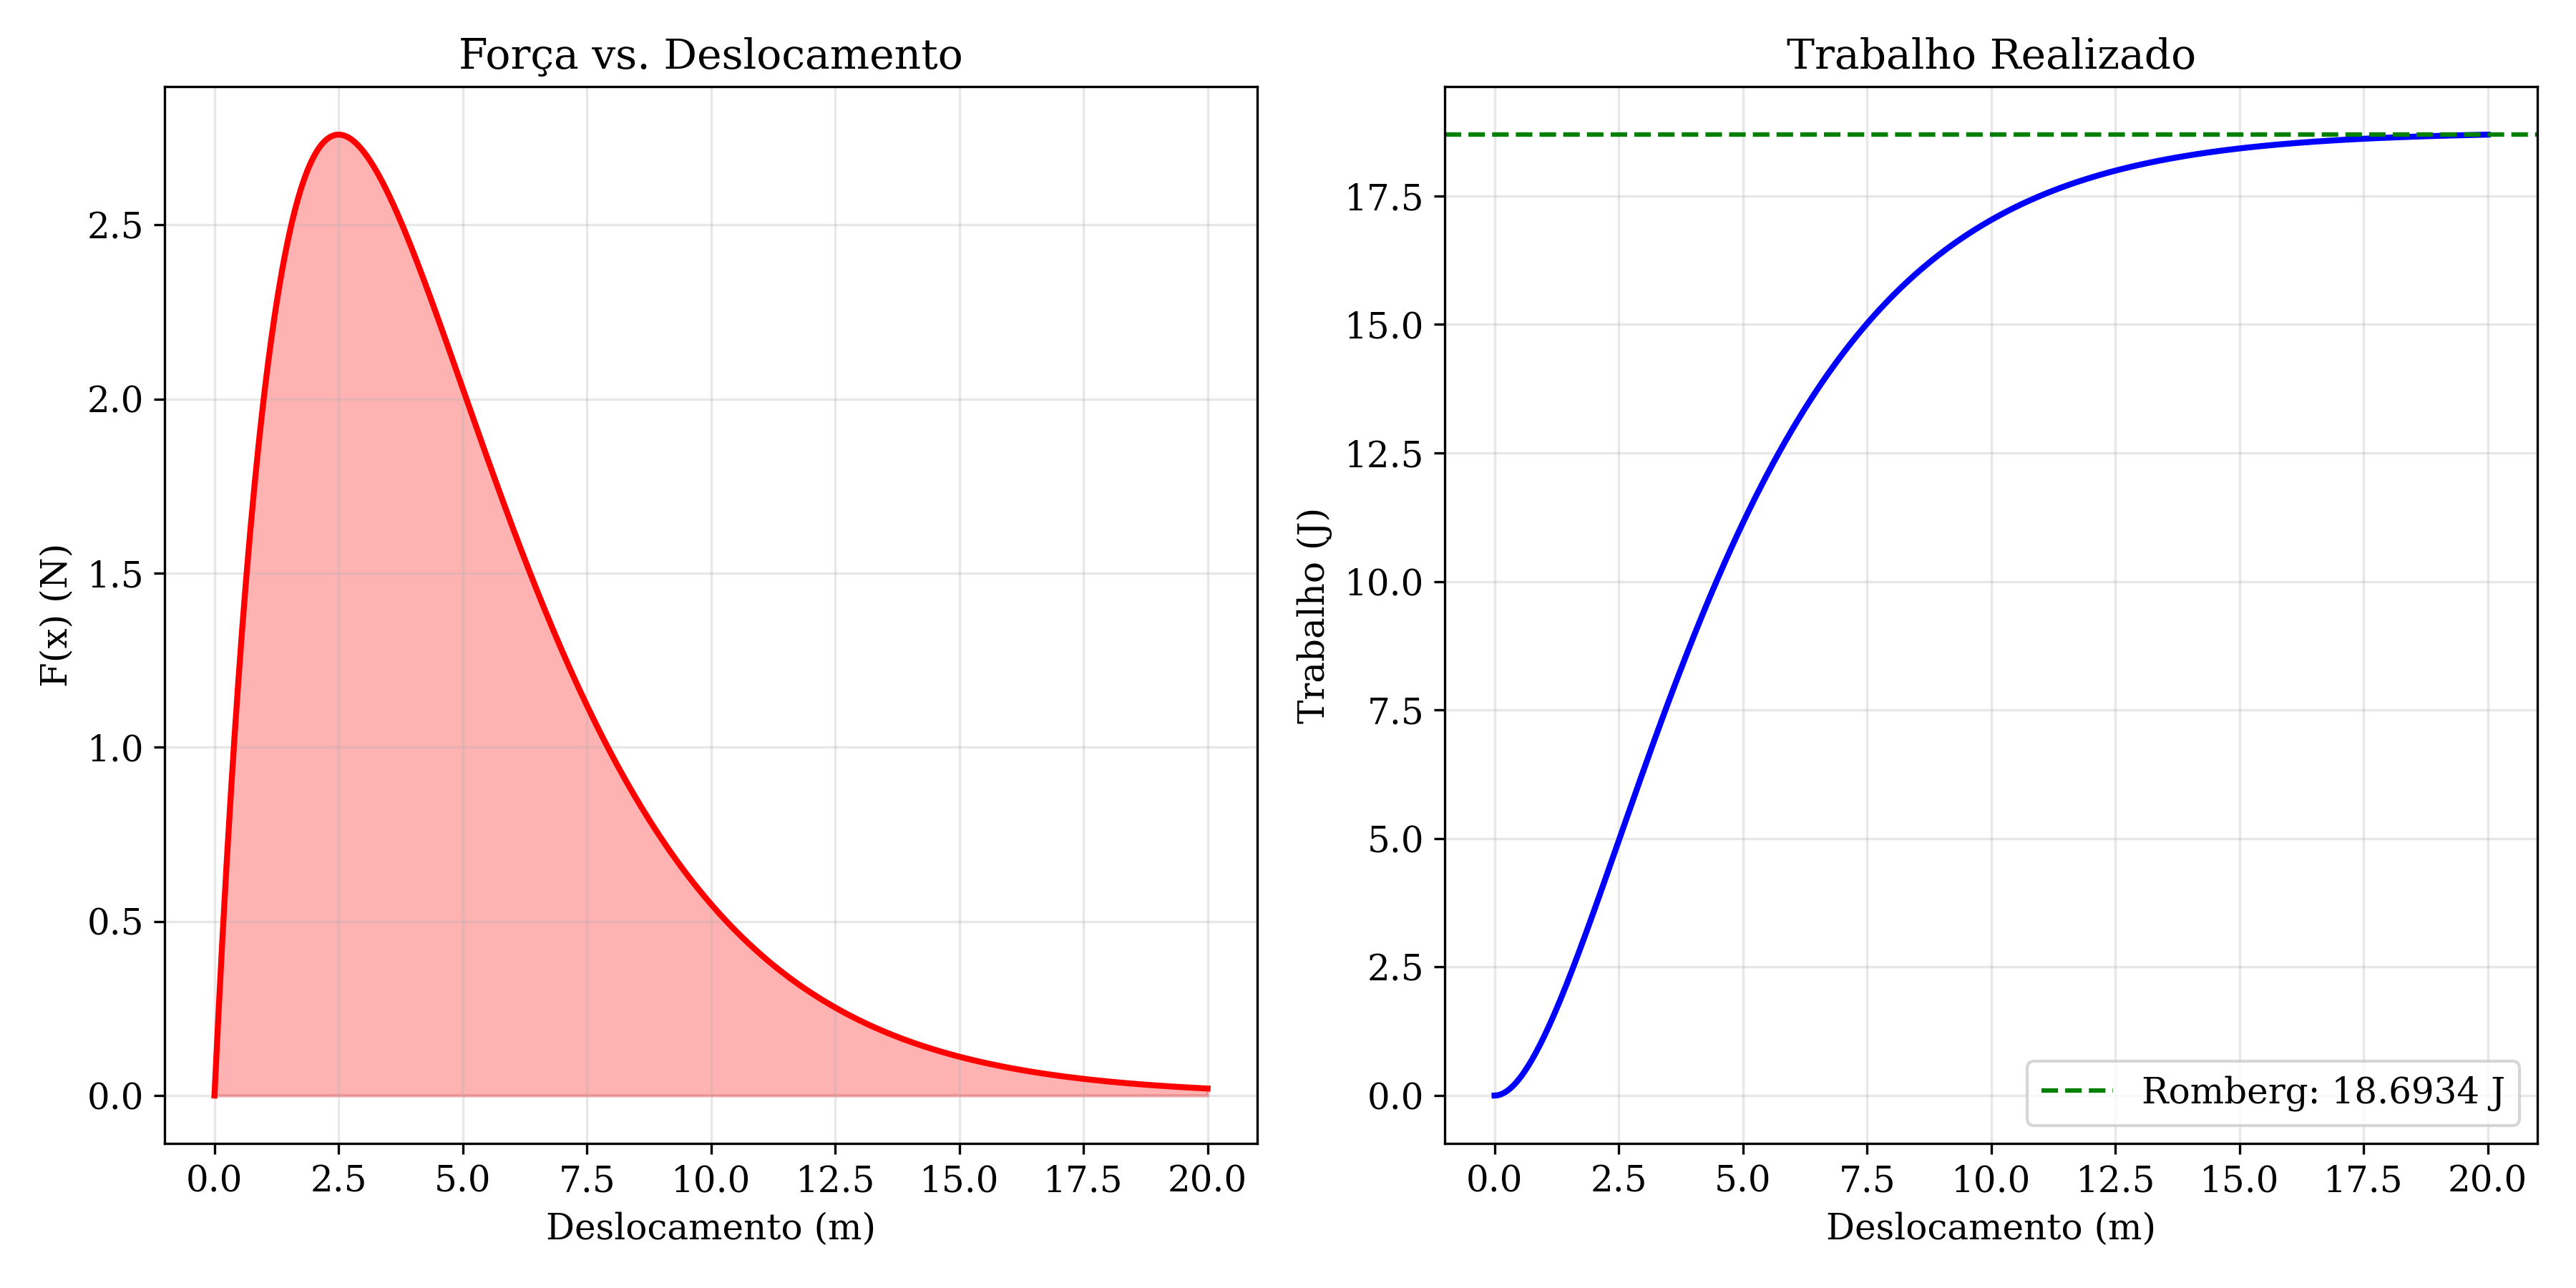 Força vs. Deslocamento
F(x) (N)
2.5
2.0
1.5
1.0
0.5
0.0
0.0 2.5 5.0 7.5 10.0 12.5 15.0 17.5 20.0
Deslocamento (m)
Trabalho Realizado
Trabalho (J)
17.5
15.0
12.5
10.0
7.5
5.0
2.5
0.0
Romberg: 18.6934 J
0.0 2.5 5.0 7.5 10.0 12.5 15.0 17.5 20.0
Deslocamento (m)